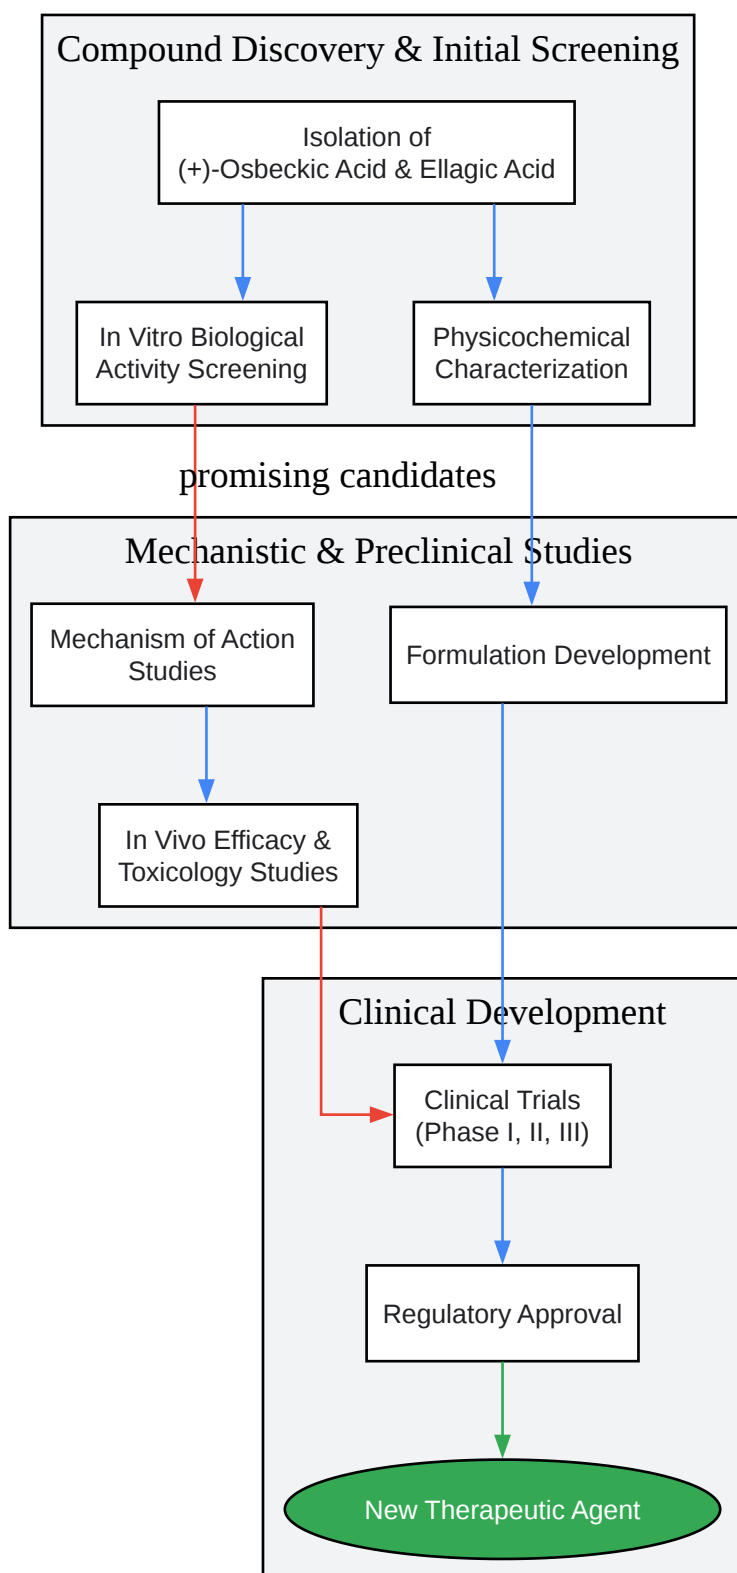 Compound Discovery & Initial Screening
Isolation of
(+)-Osbeckic Acid & Ellagic Acid
In Vitro Biological
Activity Screening
Physicochemical
Characterization
promising candidates
Mechanistic & Preclinical Studies
Mechanism of Action
Studies
Formulation Development
In Vivo Efficacy &
Toxicology Studies
Clinical Development
Clinical Trials
(Phase I, II, III)
Regulatory Approval
New Therapeutic Agent